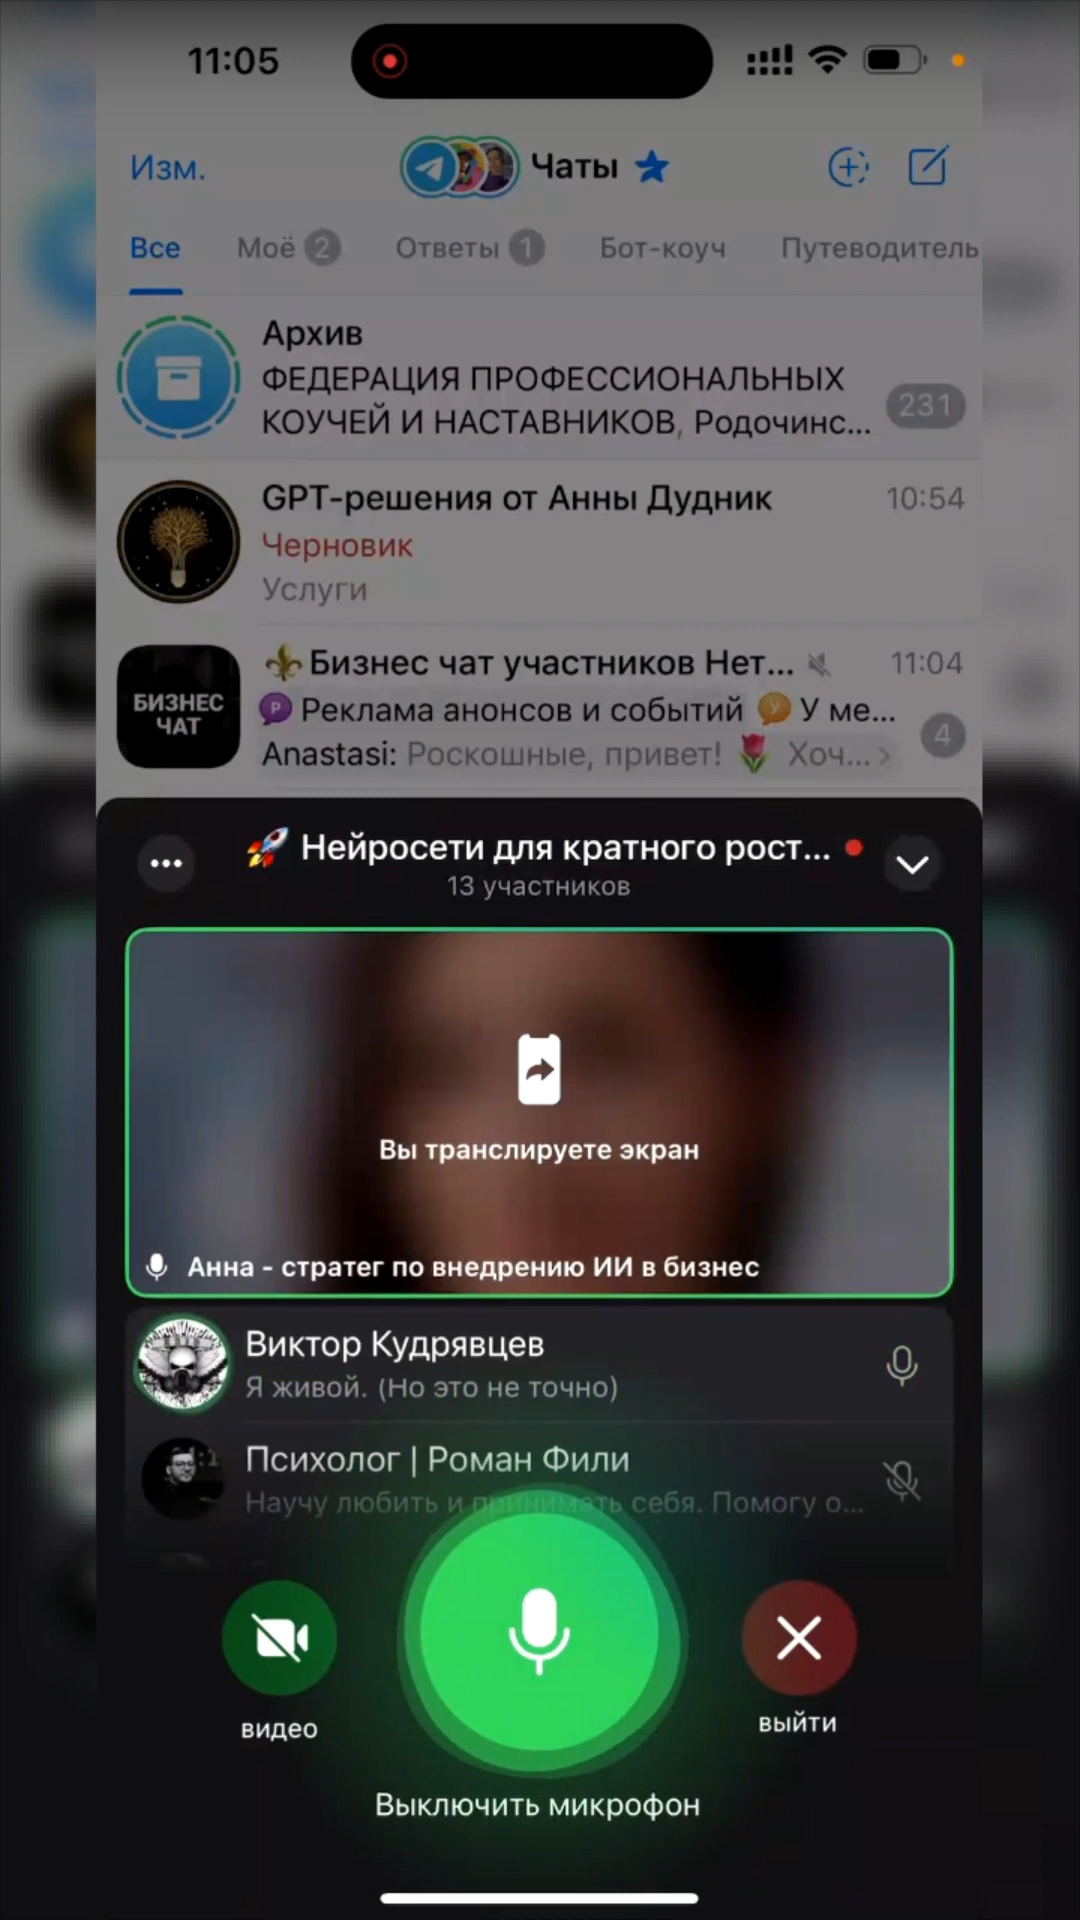 11:05
Изм.
Чаты
Все
Моё 2
Ответы 1
Бот-коуч
Путеводитель
Архив
ФЕДЕРАЦИЯ ПРОФЕССИОНАЛЬНЫХ
КОУЧЕЙ И НАСТАВНИКОВ, Родочинс...
231
GPT-решения от Анны Дудник
10:54
Черновик
Услуги
БИЗНЕС
ЧАТ
Бизнес чат участников Нет...
11:04
Р Реклама анонсов и событий У У ме...
Anastasi: Роскошные, привет! Хоч... >
4
Нейросети для кратного рост...
13 участников
Вы транслируете экран
Анна - стратег по внедрению ИИ в бизнес
Виктор Кудрявцев
Я живой. (Но это не точно)
Психолог | Роман Фили
Научу любить и принимать себя. Помогу о...
видео
выйти
Выключить микрофон